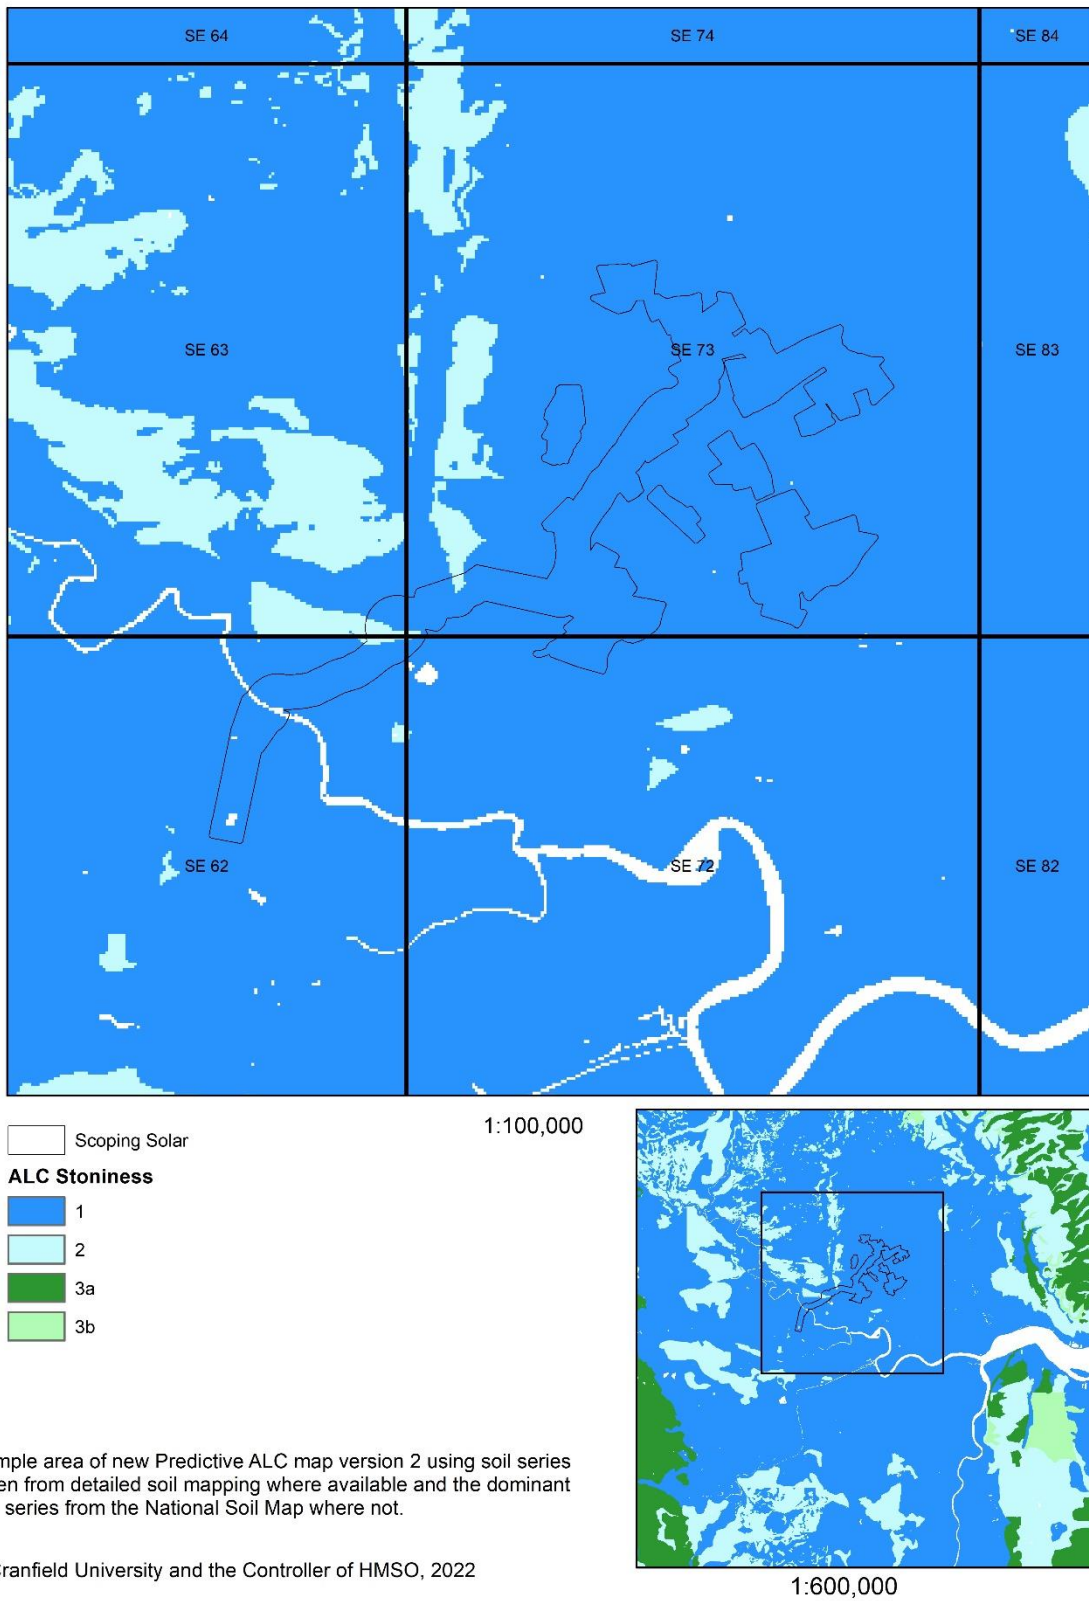 SE 64
SE 74
SE 84
SE 63
SE 73
SE 83
SE 62
SE 72
SE 82
1:100,000
Scoping Solar
ALC Stoniness
1
2
3a
3b
mple area of new Predictive ALC map version 2 using soil series
en from detailed soil mapping where available and the dominant
series from the National Soil Map where not.
ranfield University and the Controller of HMSO, 2022
1:600,000